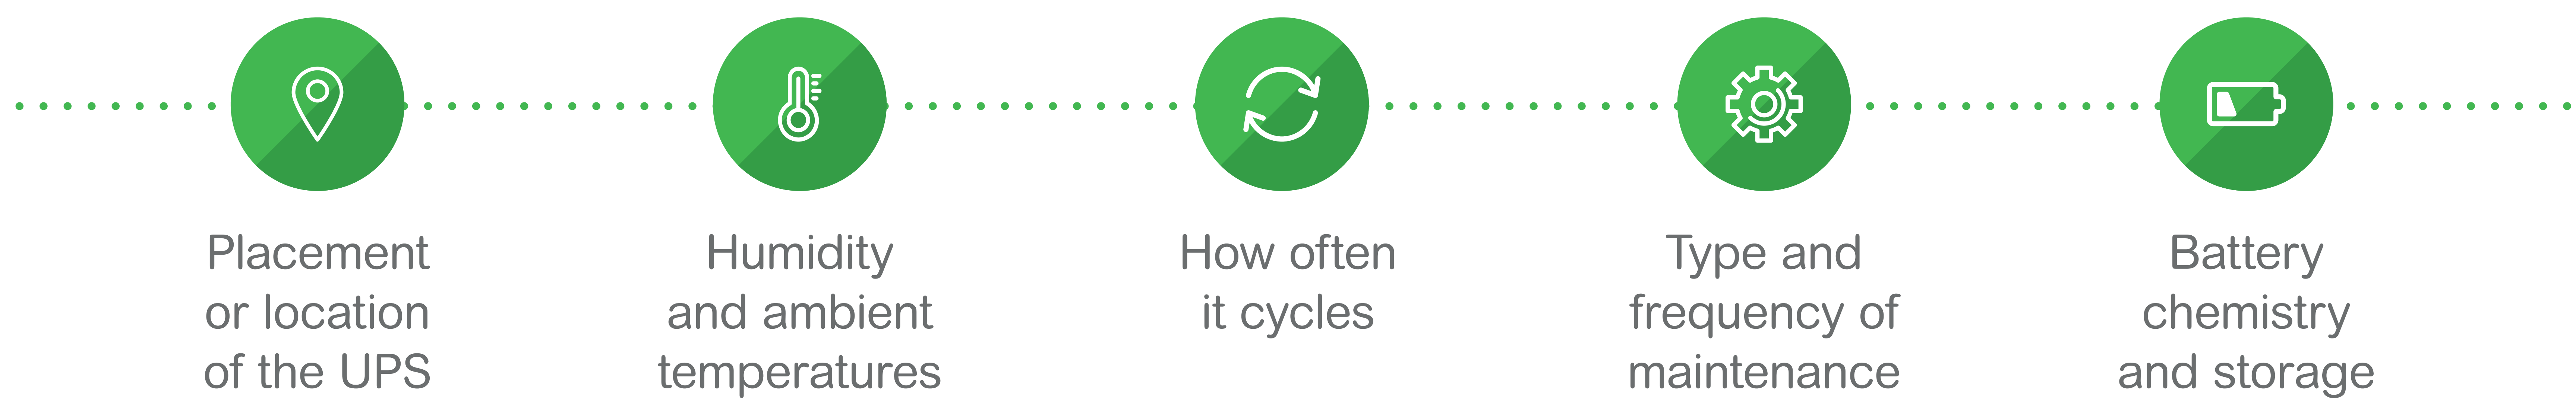 Placement
or location
of the UPS
Humidity
and ambient
temperatures
How often
it cycles
Type and
frequency of
maintenance
Battery
chemistry
and storage